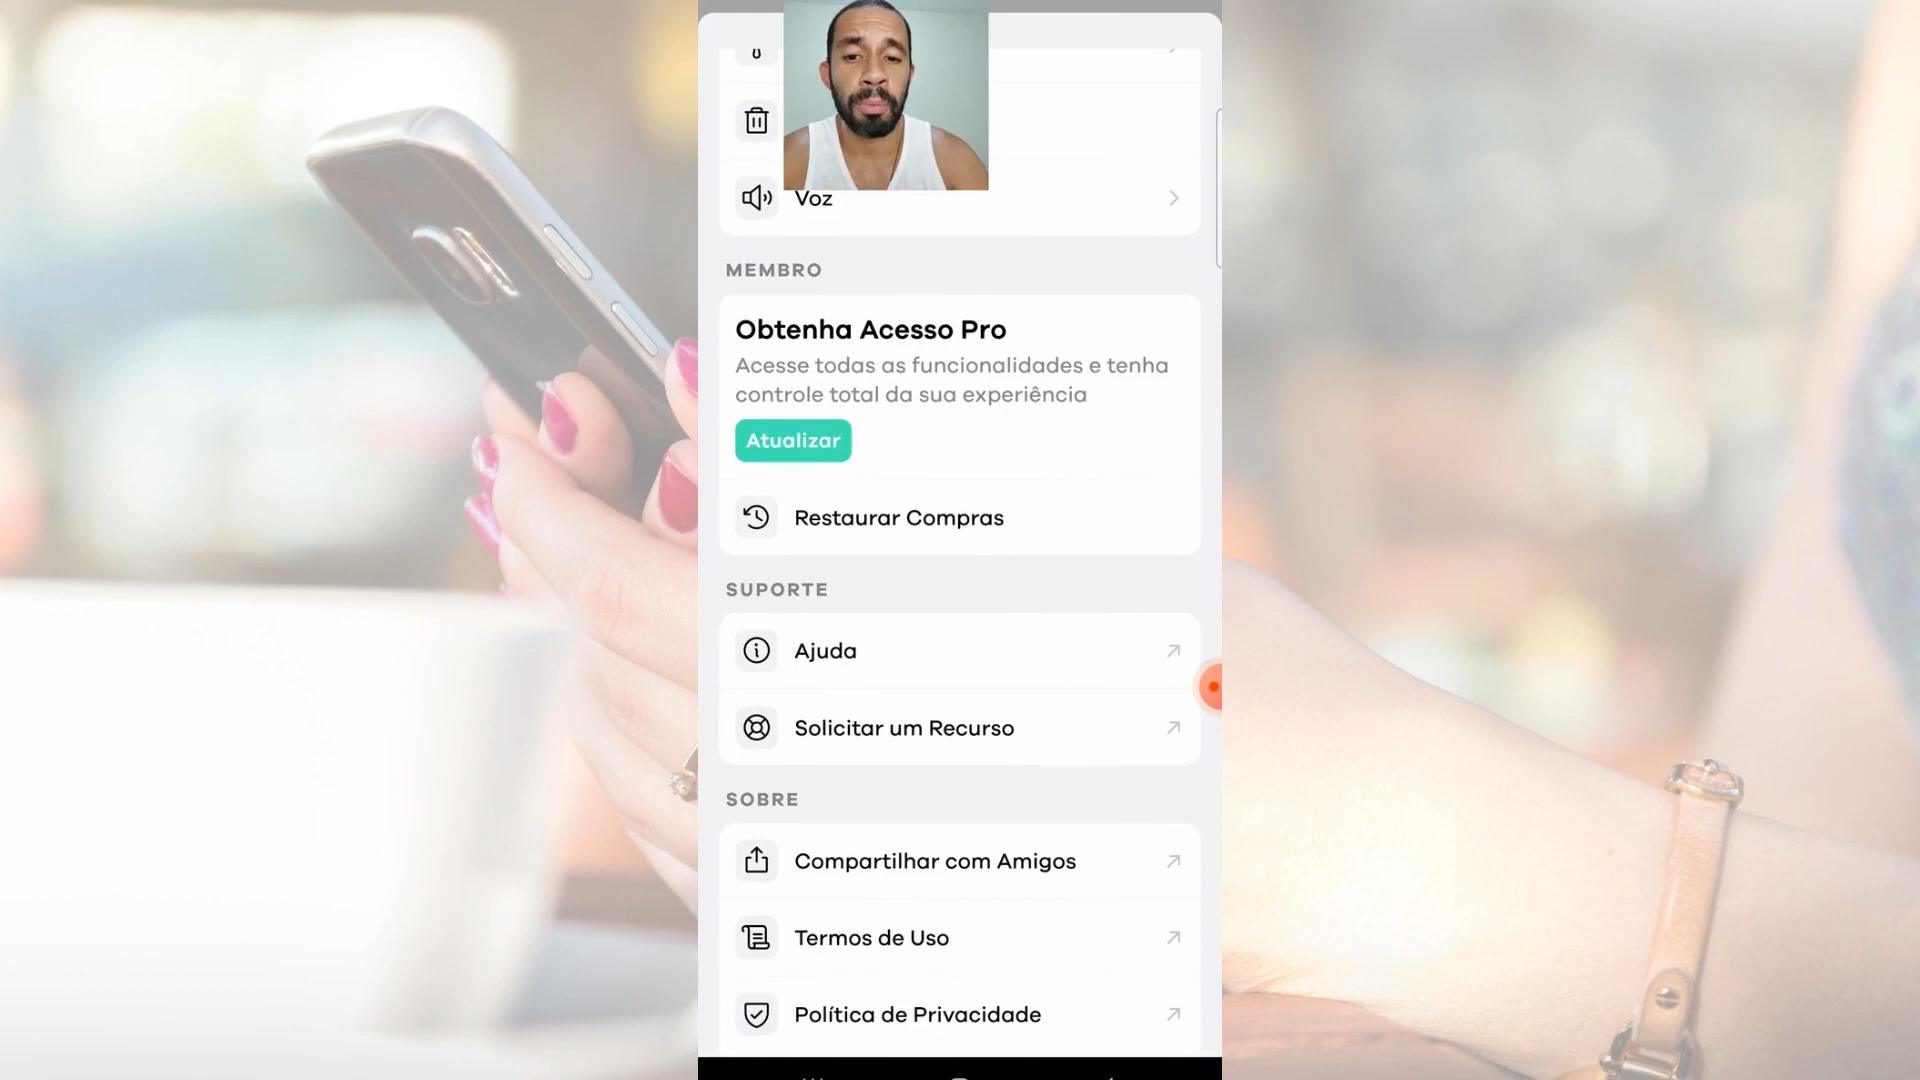 Voz
MEMBRO
Obtenha Acesso Pro
Acesse todas as funcionalidades e tenha
controle total da sua experiência
Atualizar
Restaurar Compras
SUPORTE
Ajuda
Solicitar um Recurso
SOBRE
Compartilhar com Amigos
Termos de Uso
Política de Privacidade